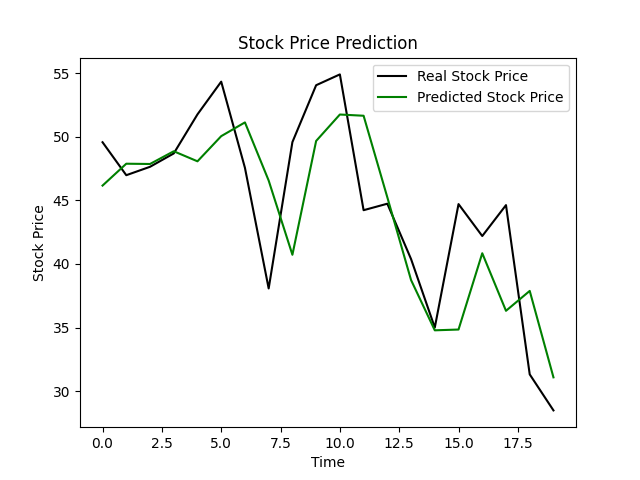 Stock Price Prediction
Real Stock Price
Predicted Stock Price
55
50
45
40
35
30
Stock Price
0.0 2.5 5.0 7.5 10.0 12.5 15.0 17.5
Time